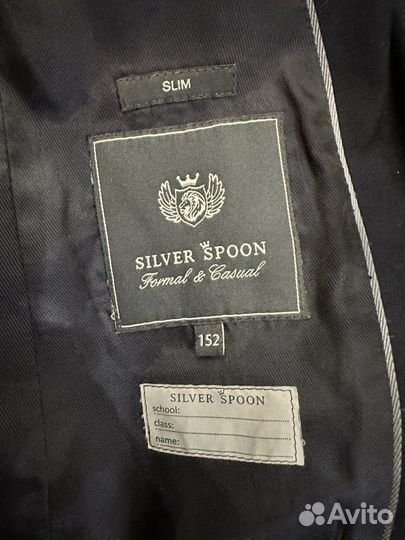 SLIM
SILVER SPOON
Formal & Casual
152
SILVER SPOON
school:
class:
name:
Avito